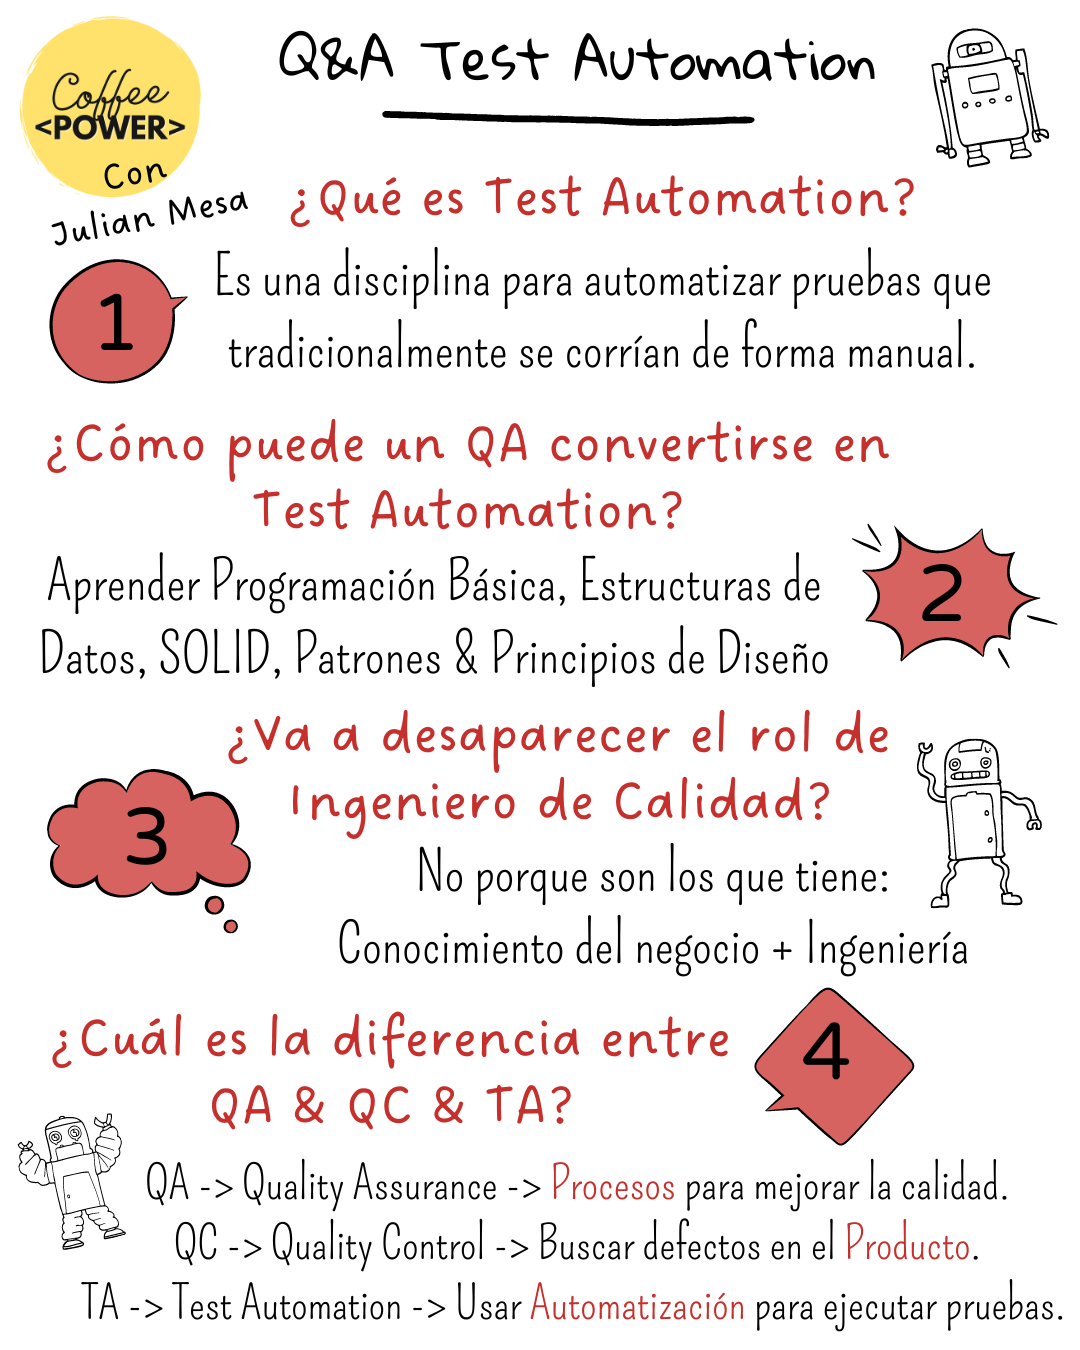 Q&A Test Automation
Coffee
<POWER>
Con
Julian Mesa
¿Qué es Test Automation?
1
Es una disciplina para automatizar pruebas que
tradicionalmente se corrían de forma manual.
¿Cómo puede un QA convertirse en
Test Automation?
2
Aprender Programación Básica, Estructuras de
Datos, SOLID, Patrones & Principios de Diseño
¿Va a desaparecer el rol de
Ingeniero de Calidad?
3
No porque son los que tiene:
Conocimiento del negocio + Ingeniería
¿Cuál es la diferencia entre
QA & QC & TA?
4
QA -> Quality Assurance -> Procesos para mejorar la calidad.
QC -> Quality Control -> Buscar defectos en el Producto.
TA -> Test Automation -> Usar Automatización para ejecutar pruebas.